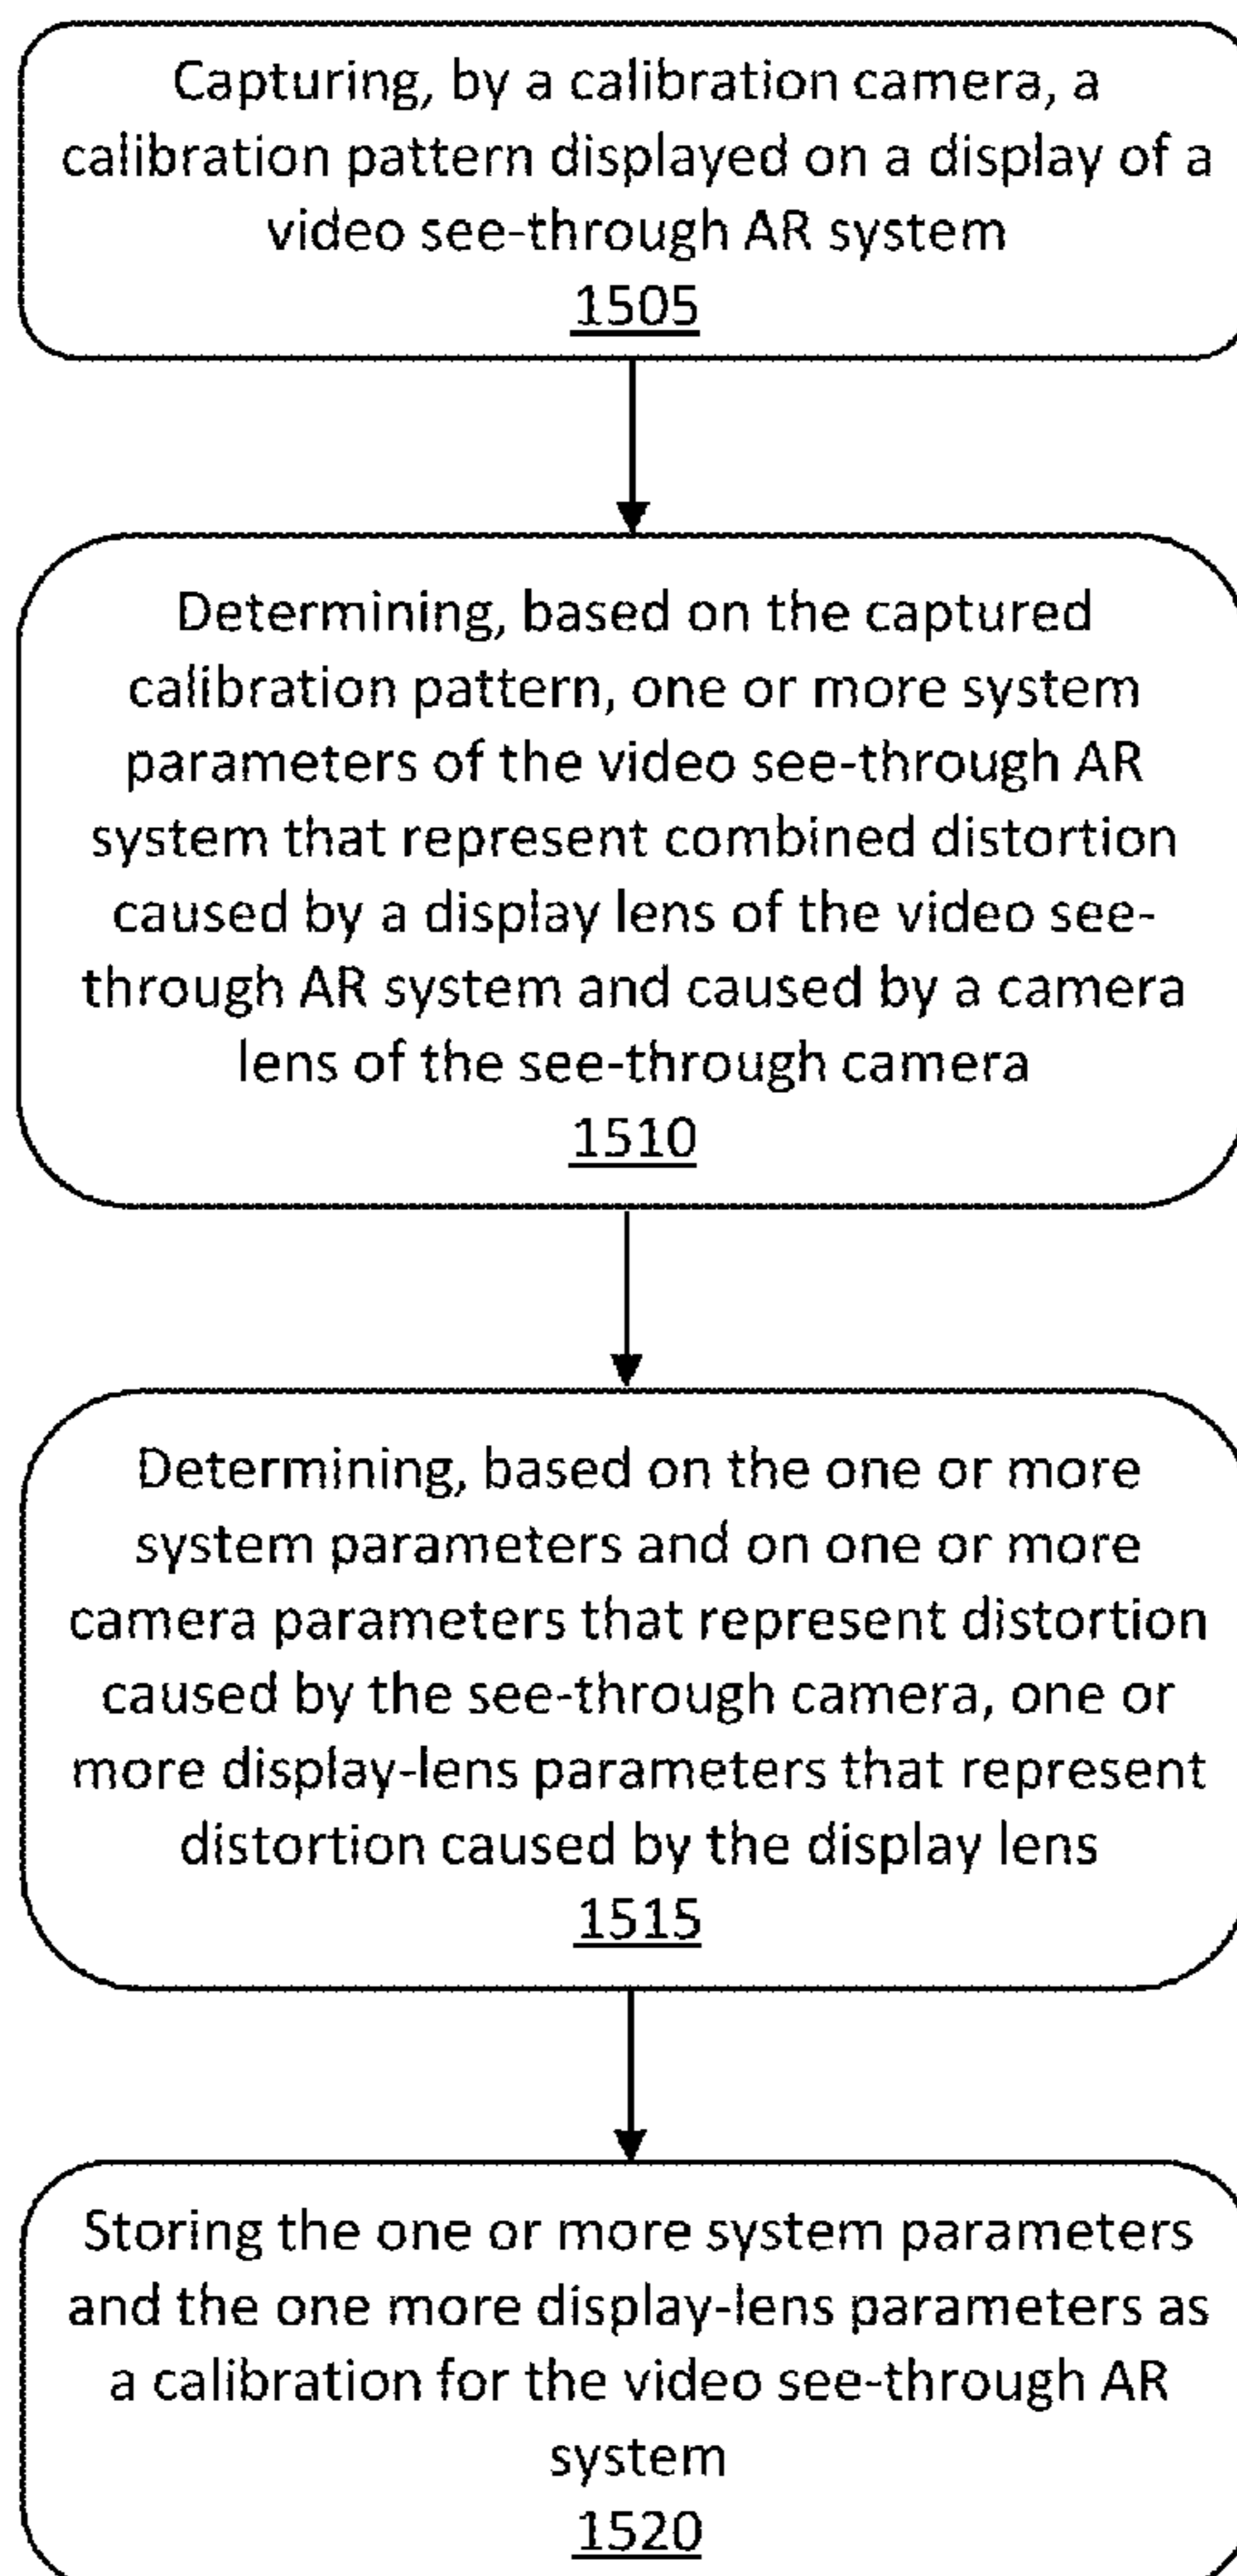 Capturing, by a calibration camera, a
calibration pattern displayed on a display of a
video see-through AR system
1505
Determining, based on the captured
calibration pattern, one or more system
parameters of the video see-through AR
system that represent combined distortion
caused by a display lens of the video see-
through AR system and caused by a camera
lens of the see-through camera
1510
Determining, based on the one or more
system parameters and on one or more
camera parameters that represent distortion
caused by the see-through camera, one or
more display-lens parameters that represent
distortion caused by the display lens
1515
Storing the one or more system parameters
and the one more display-lens parameters as
a calibration for the video see-through AR
system
1520